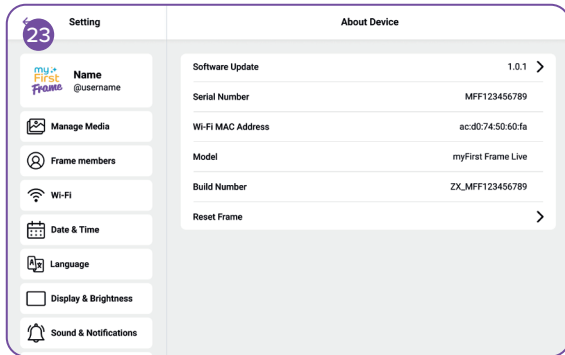 23
Setting
About Device
my
First
Frame
Name
@username
Manage Media
Frame members
Wi-Fi
Date & Time
Language
Display & Brightness
Sound & Notifications
Software Update 1.0.1
Serial Number MFF123456789
Wi-Fi MAC Address ac:d0:74:50:60:fa
Model myFirst Frame Live
Build Number ZX_MFF123456789
Reset Frame